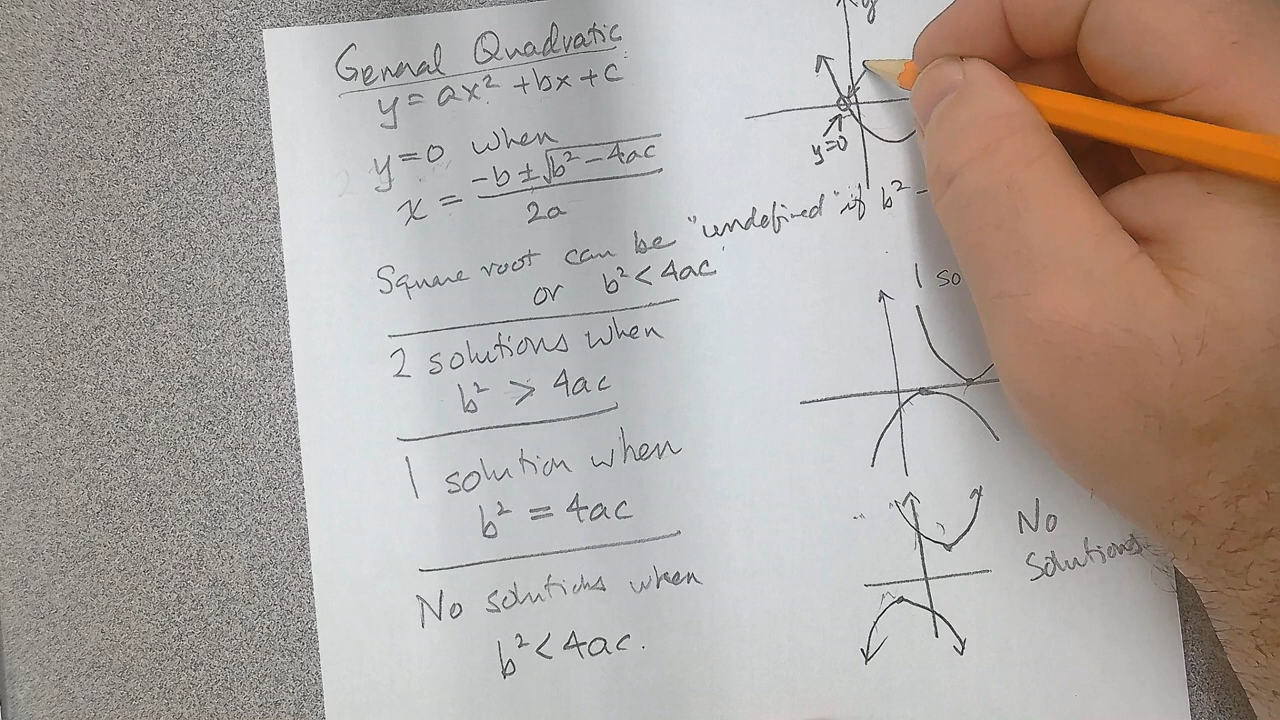 General Quadratic
y = ax² + bx + c
y = 0 when
x = -b ± √b² - 4ac / 2a
Square root can be "undefined" if b² -
or b² < 4ac
2 solutions when
b² > 4ac
1 solution when
b² = 4ac
No solutions when
b² < 4ac.
y
y=0
1 so
No
Solutions